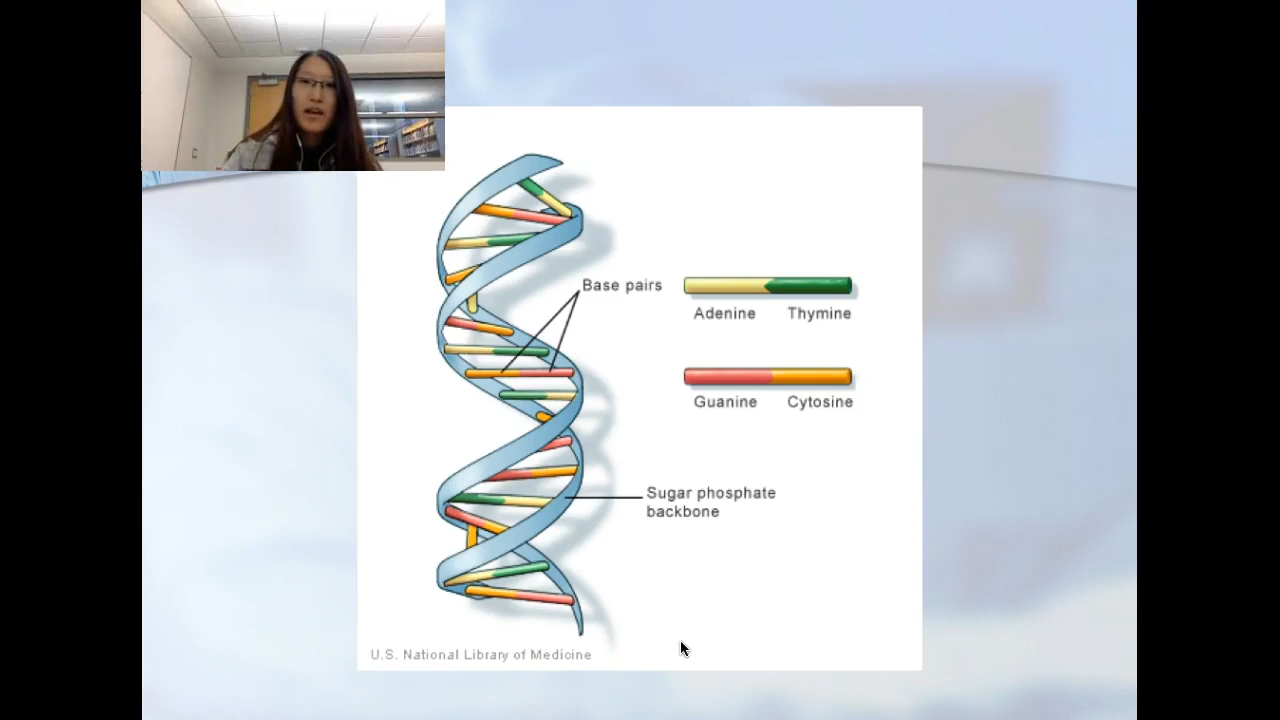 Base pairs
Adenine Thymine
Guanine Cytosine
Sugar phosphate
backbone
U.S. National Library of Medicine